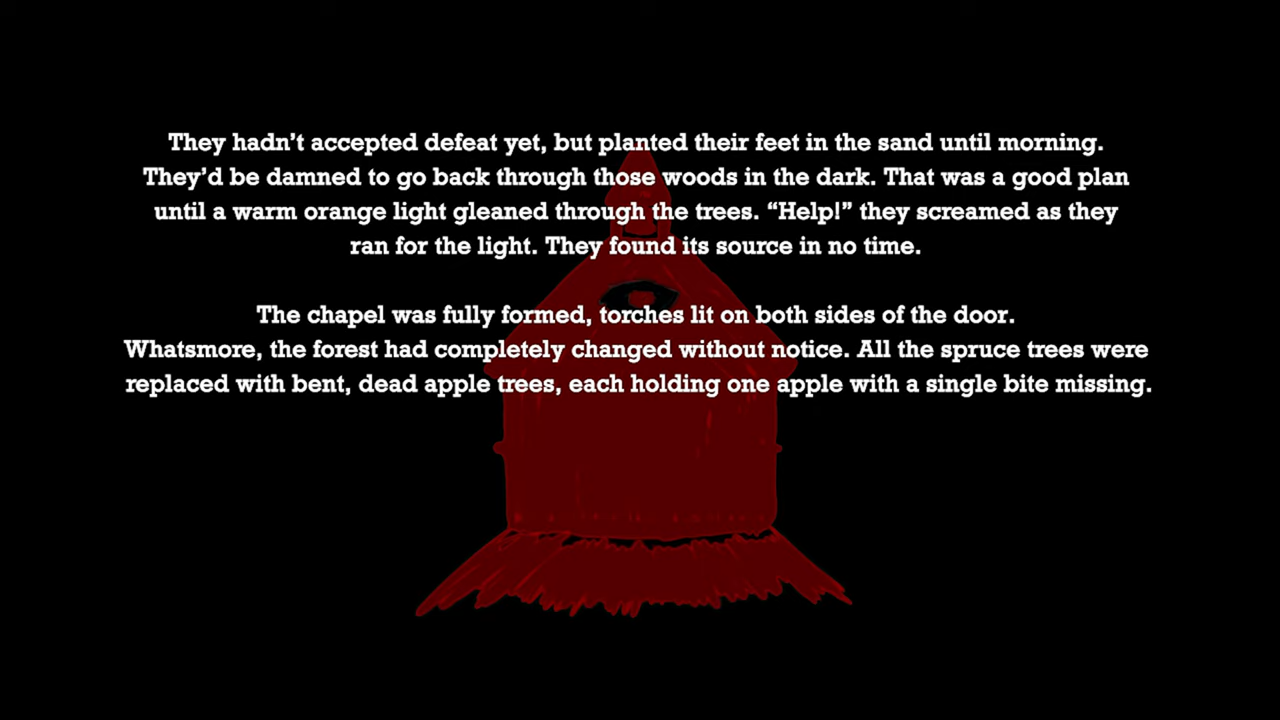 They hadn’t accepted defeat yet, but planted their feet in the sand until morning.
They’d be damned to go back through those woods in the dark. That was a good plan
until a warm orange light gleaned through the trees. “Help!” they screamed as they
ran for the light. They found its source in no time.
The chapel was fully formed, torches lit on both sides of the door.
Whatsmore, the forest had completely changed without notice. All the spruce trees were
replaced with bent, dead apple trees, each holding one apple with a single bite missing.